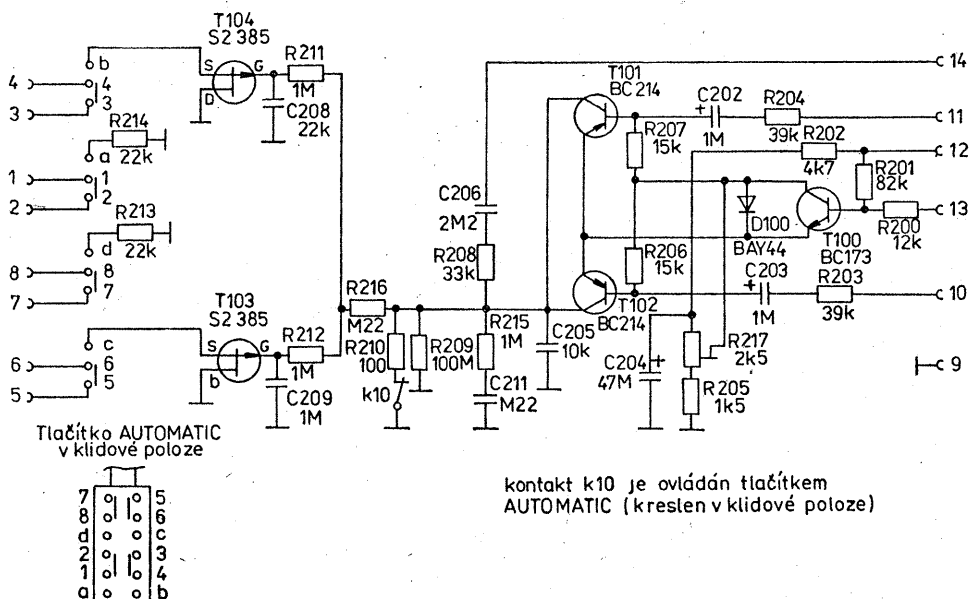 T104
S2 385
S
G
D
R211
1M
C208
22k
b
4
3
4
3
R214
22k
a
1
2
1
2
R213
22k
d
8
7
8
7
T103
S2 385
S
G
b
R212
1M
C209
1M
c
6
5
6
5
R216
M22
R210
100
k10
R209
100M
C206
2M2
R208
33k
R215
1M
C211
M22
C205
10k
T101
BC214
R207
15k
+
C202
1M
R204
39k
R202
4k7
R201
82k
D100
BAY44
T100
BC173
R200
12k
R206
15k
T102
BC214
+
C203
1M
R203
39k
C204
47M
+
R217
2k5
R205
1k5
14
11
12
13
10
9
Tlačítko AUTOMATIC
v klidové poloze
7 5
8 6
d c
2 3
1 4
a b
kontakt k10 je ovládán tlačítkem
AUTOMATIC (kreslen v klidové poloze)